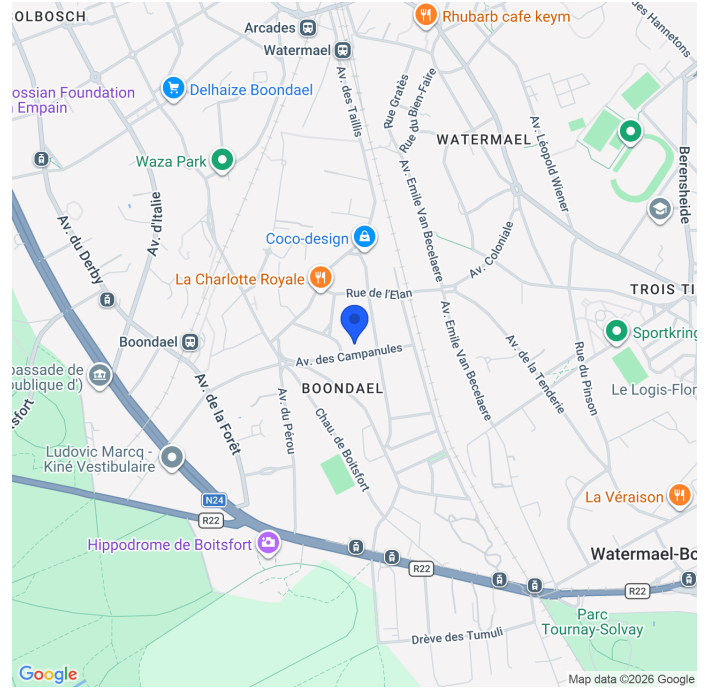 OLBOSCH
Arcades
Rhubarb cafe keym
des Hannetons
Watermael
ossian Foundation
Empain
Delhaize Boondael
Av. des Taillis
Rue Gratès
Rue du Bien-Faire
WATERMAEL
Av. Léopold Wiener
Berensheide
Waza Park
Av. Emile Van Becelaere
Av. d'Italie
Av. du Derby
Coco-design
Av. Coloniale
La Charlotte Royale
Rue de l'Elan
TROIS TI
Boondael
Av. Emile Van Becelaere
Av. de la Tenderie
Rue du Pinson
Sportkring
Av. des Campanules
bassade de
publique d')
sfort
BOONDAEL
Le Logis-Flor
Av. de la Forêt
Av. du Pérou
Chau. de Boitsfort
Ludovic Marcq -
Kiné Vestibulaire
La Véraison
N24
R22
Hippodrome de Boitsfort
Watermael-Bo
R22
R22
Parc
Tournay-Solvay
Drève des Tumuli
Google
Map data ©2026 Google